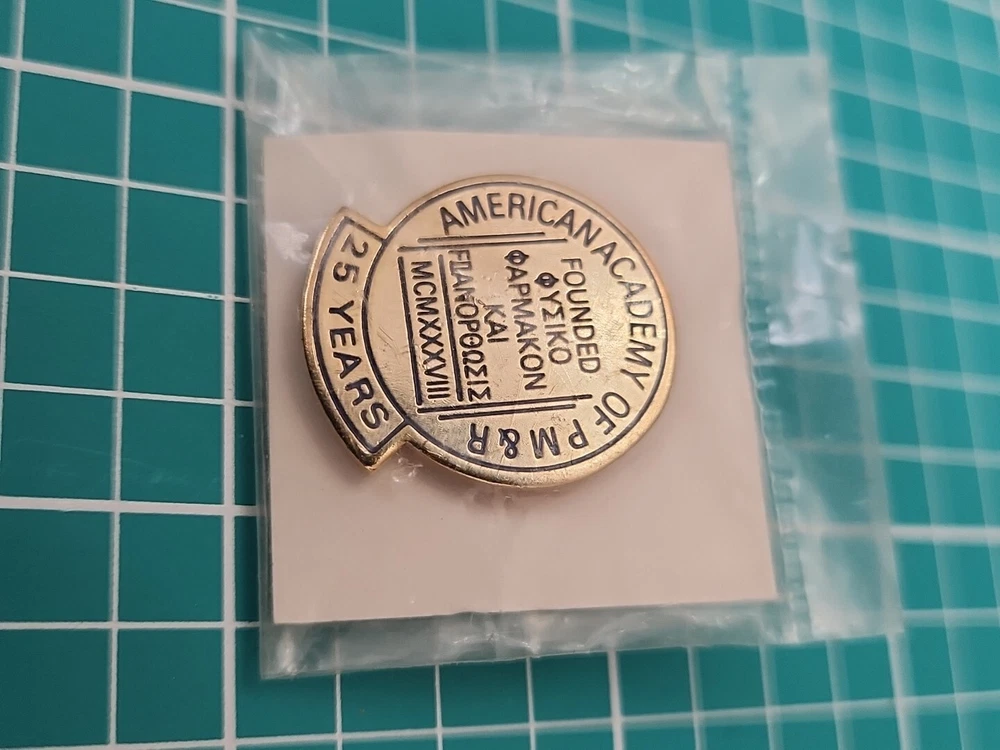 AMERICAN ACADEMY OF PM&R
FOUNDED
ΦΥΣΙΚΟ
ΦΑΡΜΑΚΟΝ
ΚΑΙ
ΕΠΑΝΟΡΘΩΣΙΣ
MCMXXXVIII
25 YEARS